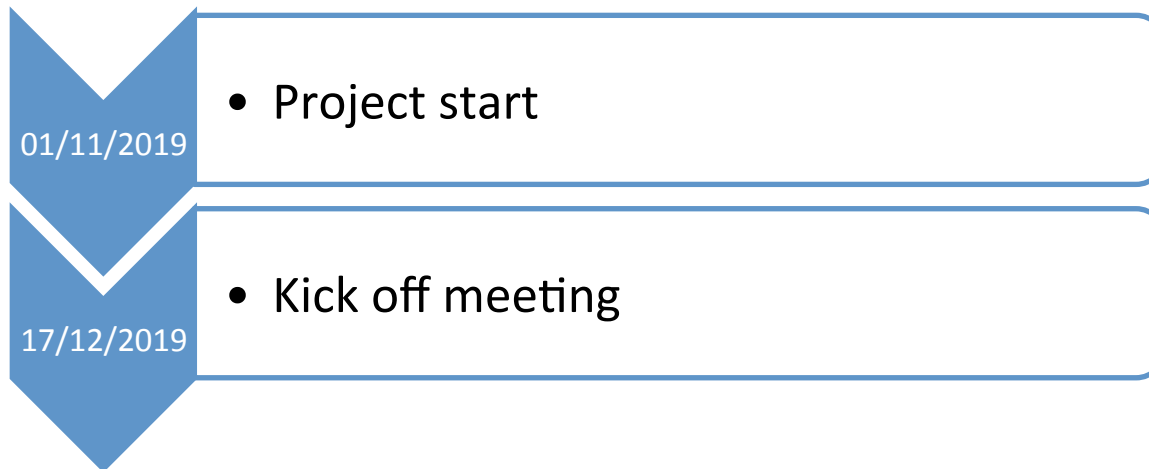 01/11/2019
• Project start
17/12/2019
• Kick off meeting